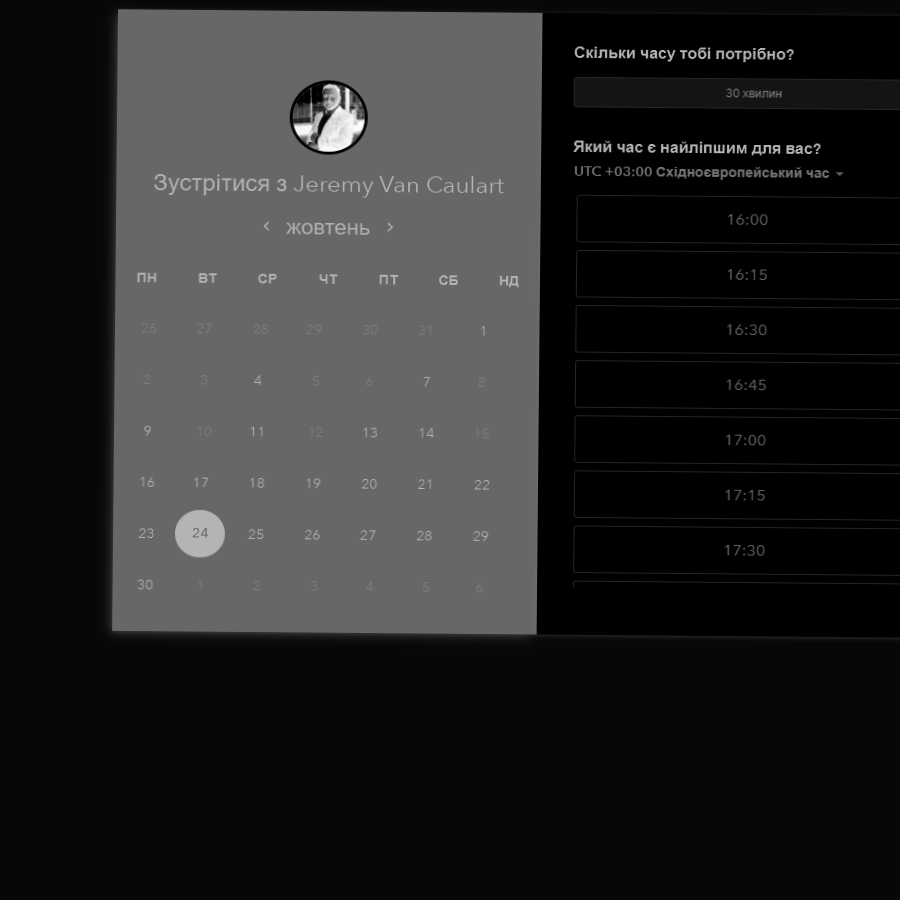 Зустрітися з Jeremy Van Caulart
‹ жовтень ›
ПН ВТ СР ЧТ ПТ СБ НД
26 27 28 29 30 31 1
2 3 4 5 6 7 8
9 10 11 12 13 14 15
16 17 18 19 20 21 22
23 24 25 26 27 28 29
30 1 2 3 4 5 6
Скільки часу тобі потрібно?
30 хвилин
Який час є найліпшим для вас?
UTC +03:00 Східноєвропейський час
16:00
16:15
16:30
16:45
17:00
17:15
17:30